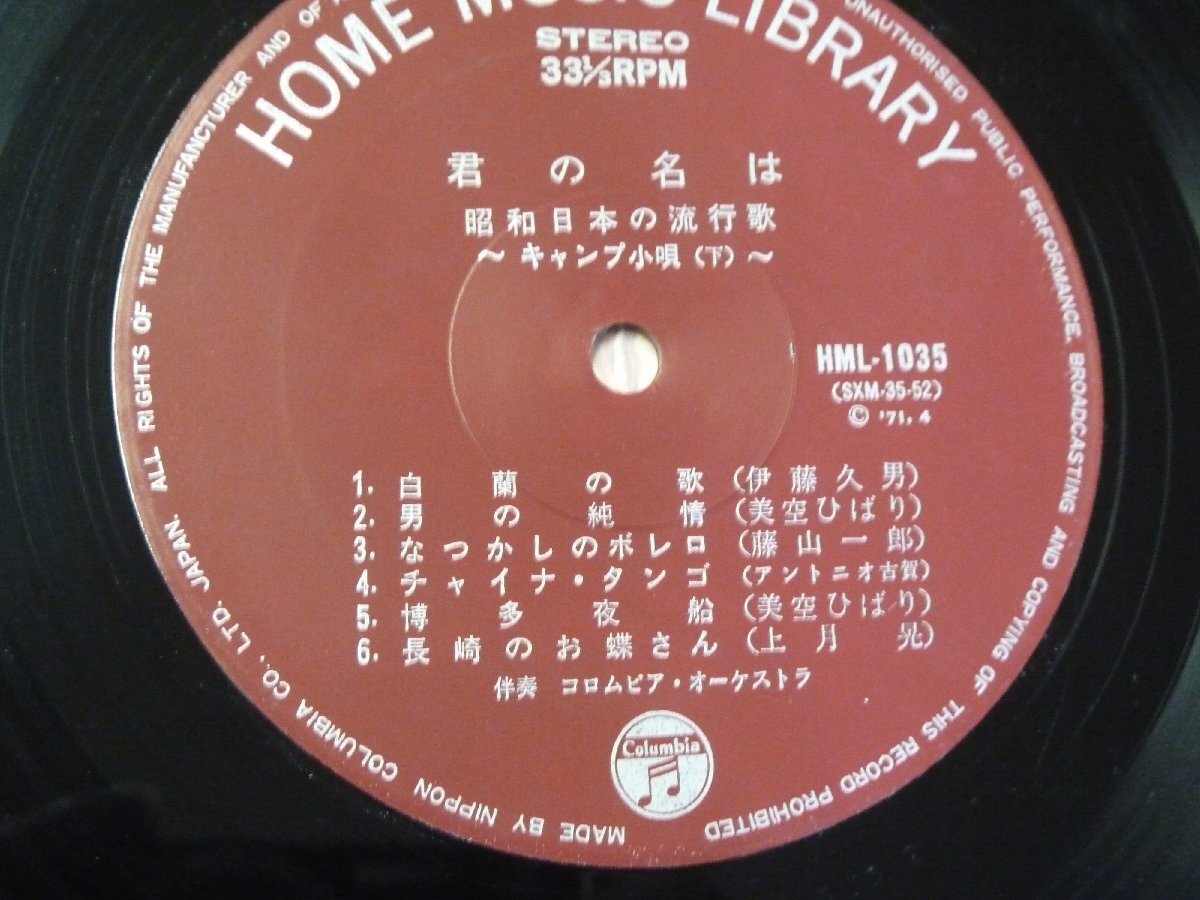 HOME MUSIC LIBRARY
STEREO
33⅓RPM
君の名は
昭和日本の流行歌
～キャンプ小唄（下）～
HML-1035
(SXM-35-52)
© '71. 4
1. 白蘭の歌（伊藤久男）
2. 男の純情（美空ひばり）
3. なつかしのボレロ（藤山一郎）
4. チャイナ・タンゴ（アントニオ古賀）
5. 博多夜船（美空ひばり）
6. 長崎のお蝶さん（上月晃）
伴奏 コロムビア・オーケストラ
Columbia
ALL RIGHTS OF THE MANUFANCTURER AND OF
UNAUTHORISED PUBLIC PERFORMANCE, BROADCASTING AND COPYING OF THIS RECORD PROHIBITED
MADE BY NIPPON COLUMBIA CO., LTD. JAPAN.